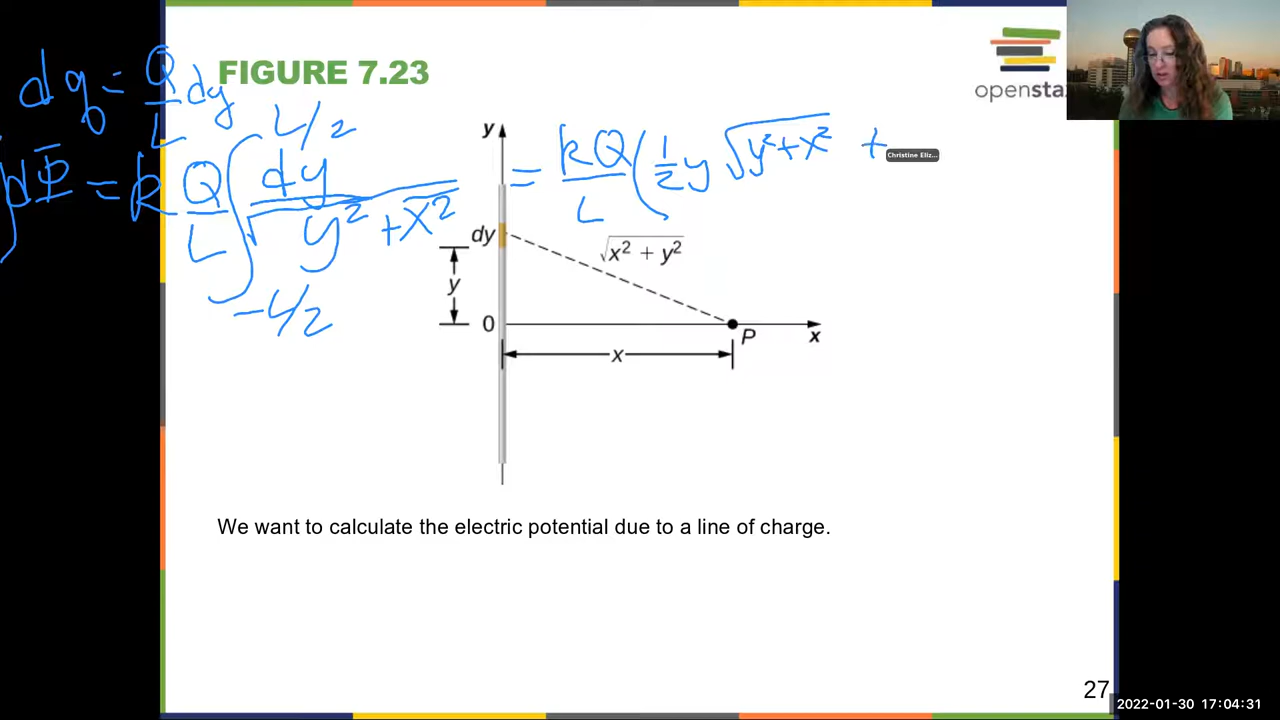 FIGURE 7.23
openstax
dq = Q/L dy
∫dΦ = k Q/L ∫_{-L/2}^{L/2} dy/√(y² + x²) = kQ/L (1/2 y √(y² + x²) +
Christine Eliz...
y
dy
√x² + y²
y
0
P
x
x
We want to calculate the electric potential due to a line of charge.
27
2022-01-30 17:04:31